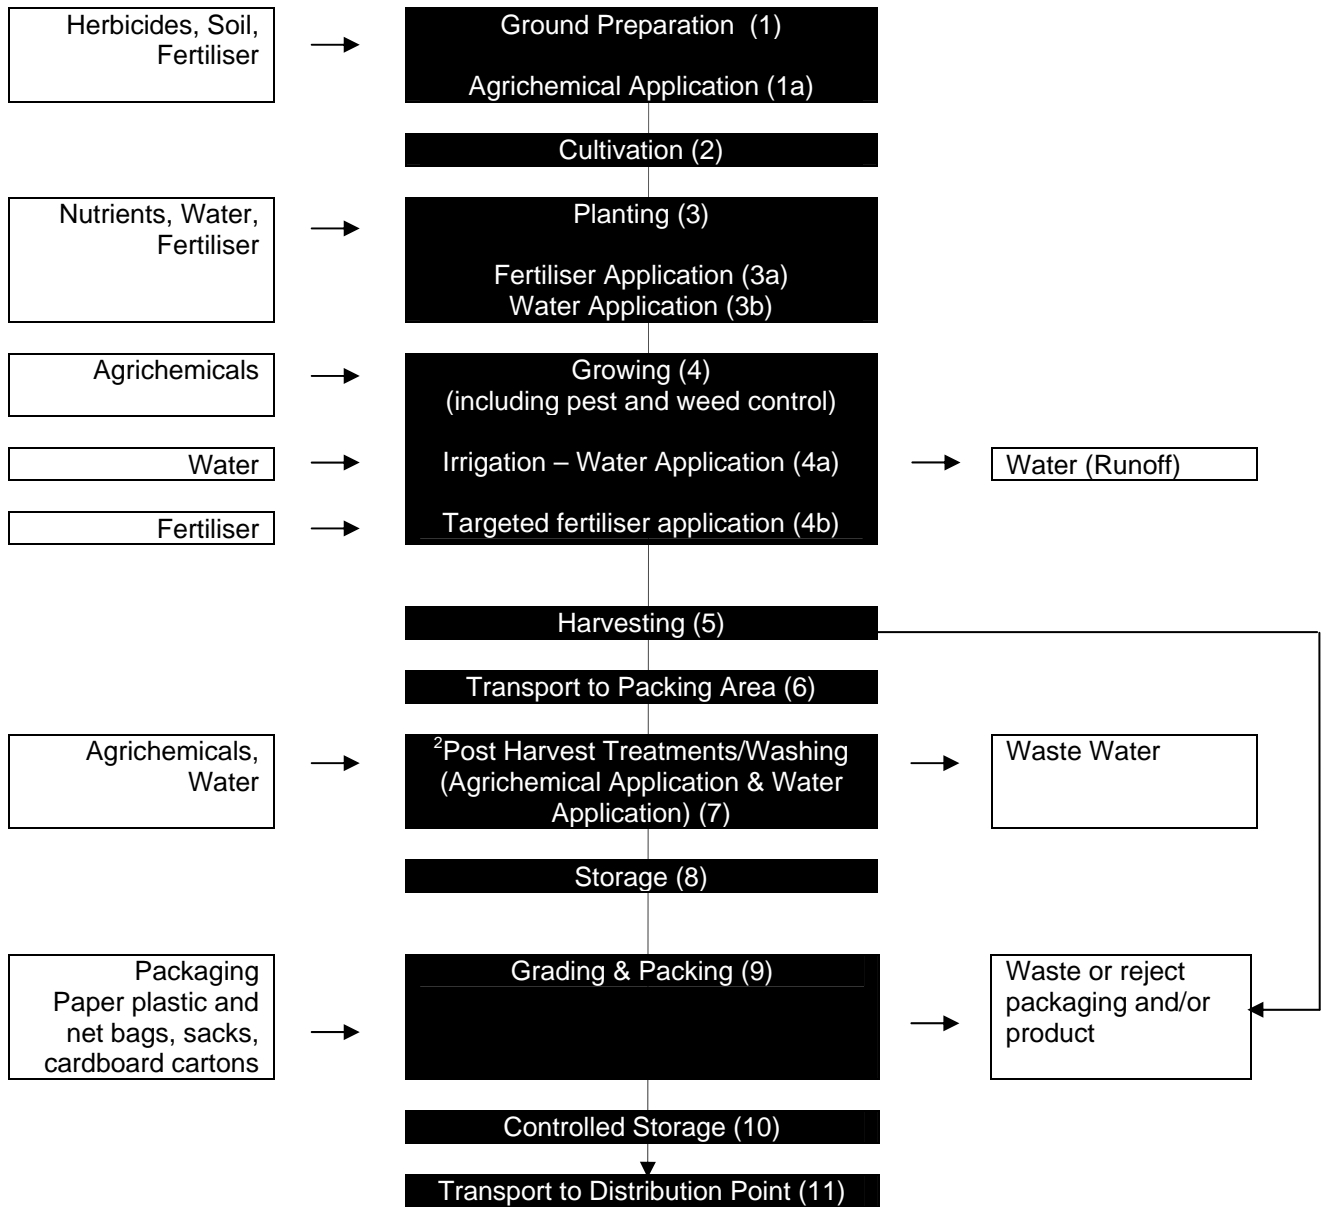 Herbicides, Soil,
Fertiliser
Ground Preparation (1)
Agrichemical Application (1a)
Cultivation (2)
Nutrients, Water,
Fertiliser
Planting (3)
Fertiliser Application (3a)
Water Application (3b)
Agrichemicals
Growing (4)
(including pest and weed control)
Water
Irrigation – Water Application (4a)
Water (Runoff)
Fertiliser
Targeted fertiliser application (4b)
Harvesting (5)
Transport to Packing Area (6)
Agrichemicals,
Water
²Post Harvest Treatments/Washing
(Agrichemical Application & Water
Application) (7)
Waste Water
Storage (8)
Packaging
Paper plastic and
net bags, sacks,
cardboard cartons
Grading & Packing (9)
Waste or reject
packaging and/or
product
Controlled Storage (10)
Transport to Distribution Point (11)